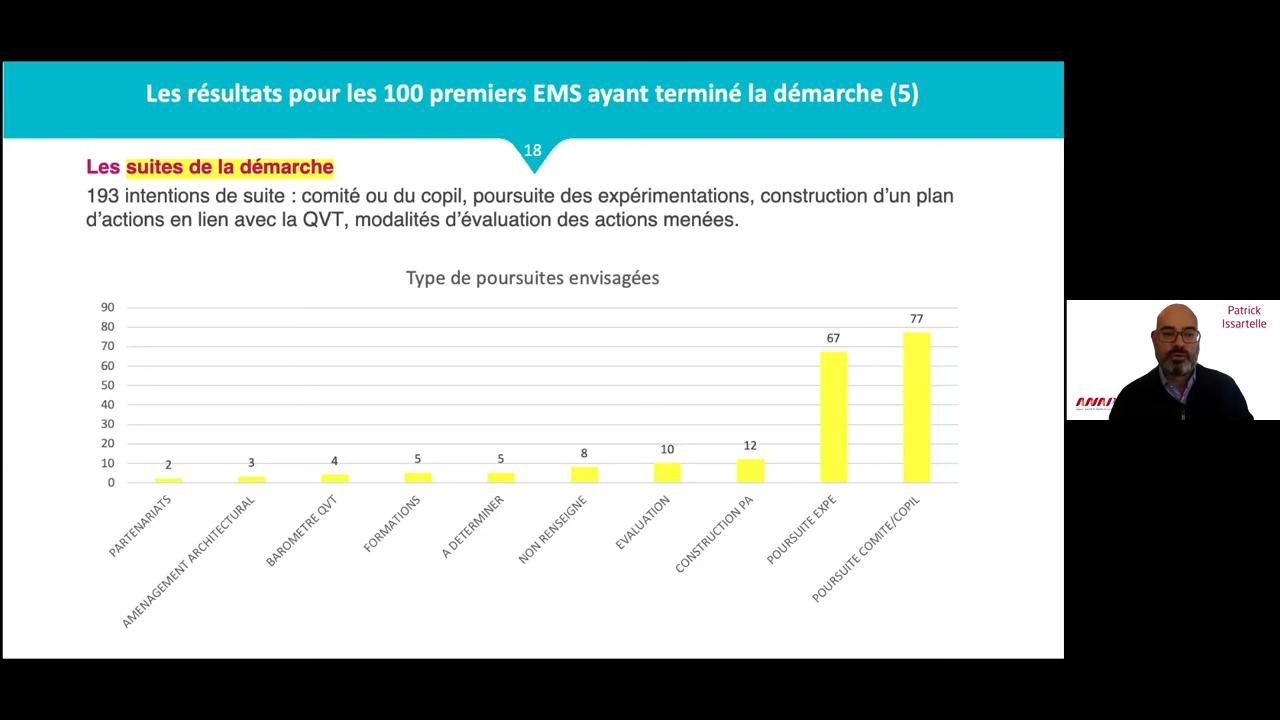 Les résultats pour les 100 premiers EMS ayant terminé la démarche (5)
18
Les suites de la démarche
193 intentions de suite : comité ou du copil, poursuite des expérimentations, construction d'un plan
d'actions en lien avec la QVT, modalités d'évaluation des actions menées.
Type de poursuites envisagées
90
80
70
60
50
40
30
20
10
0
2
3
4
5
5
8
10
12
67
77
PARTENARIATS
AMENAGEMENT ARCHITECTURAL
BAROMETRE QVT
FORMATIONS
A DETERMINER
NON RENSEIGNE
EVALUATION
CONSTRUCTION PA
POURSUITE EXPE
POURSUITE COMITE/COPIL
Patrick
Issartelle